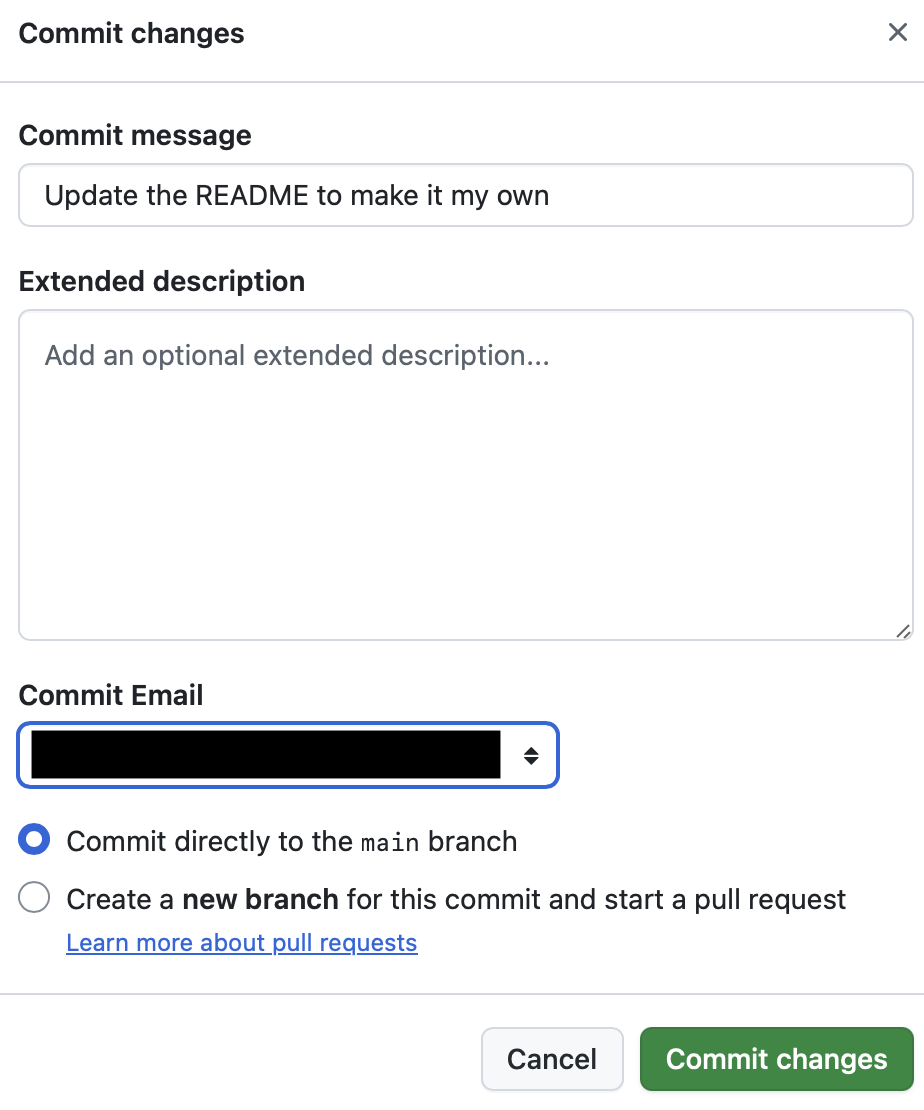 Commit changes
Commit message
Update the README to make it my own
Extended description
Add an optional extended description...
Commit Email
Commit directly to the main branch
Create a new branch for this commit and start a pull request
Learn more about pull requests
Cancel
Commit changes